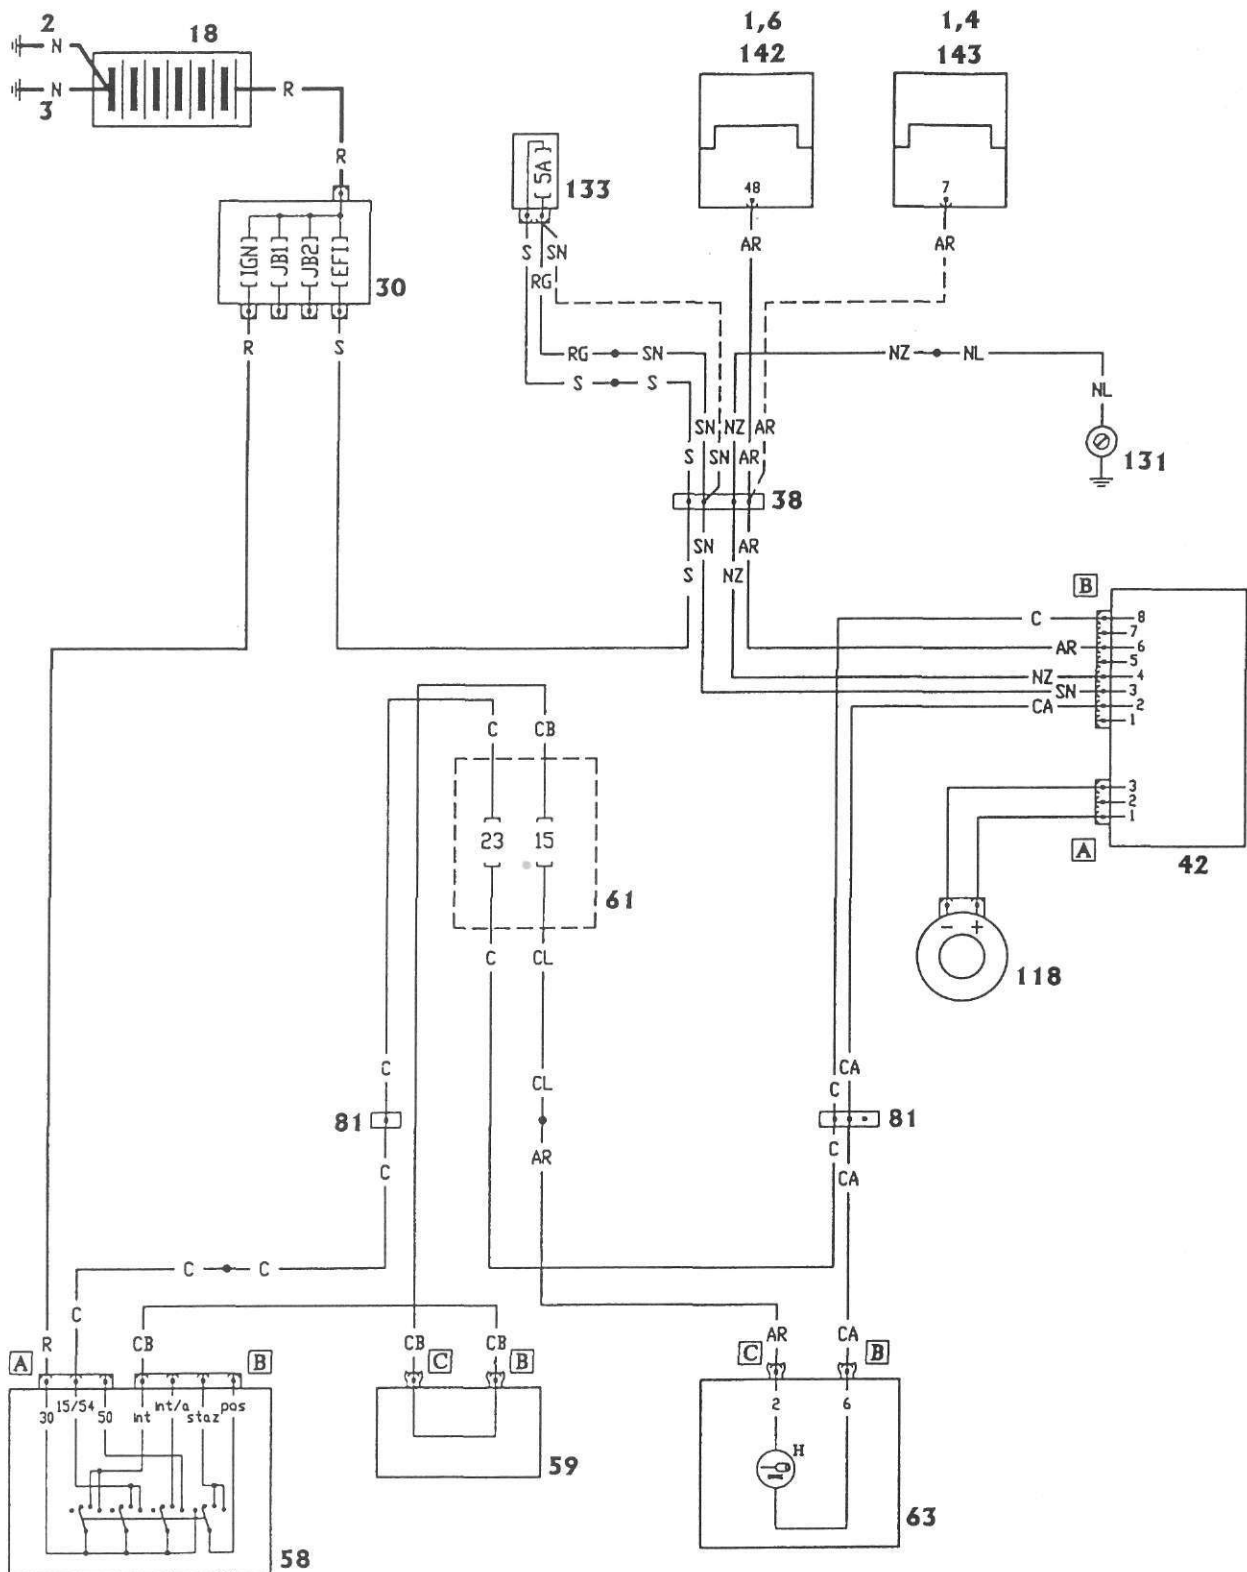 2
N
18
N
3
R
R
IGN
JB1
JB2
EFI
30
R
S
1,6
142
48
AR
1,4
143
7
AR
5A
133
S
SN
RG
RG
SN
S
S
NZ
NL
NL
131
SN
NZ
AR
S
SN
AR
38
SN
AR
S
NZ
B
C
8
7
AR
6
5
NZ
4
SN
3
CA
2
1
3
2
1
A
42
- +
118
C
CB
23
15
61
C
CL
C
CL
CA
C
81
81
C
AR
C
CA
C
C
C
A
R
CB
B
CB
C
CB
B
AR
C
CA
B
30
15/54
50
int
int/a
staz
pos
58
59
2
6
H
63